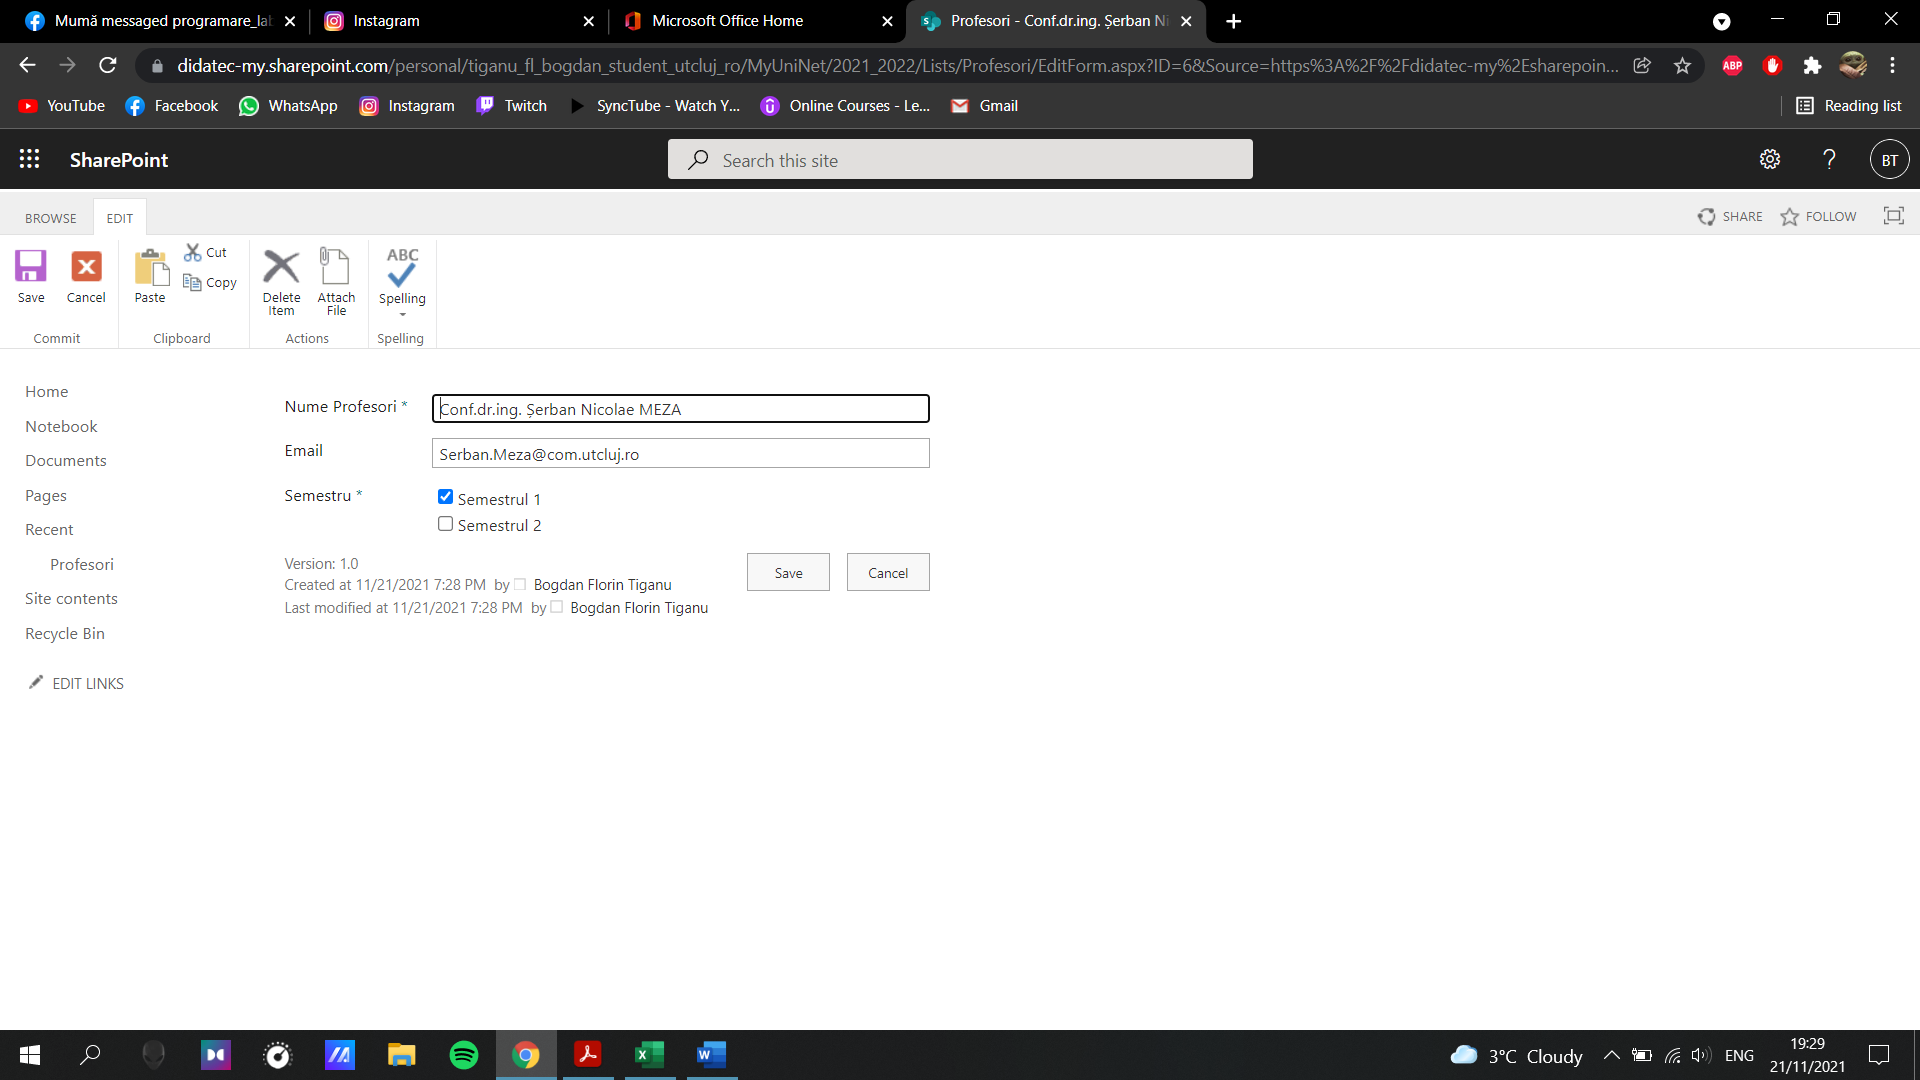 Mumă messaged programare_lab
Instagram
Microsoft Office Home
Profesori - Conf.dr.ing. Șerban Ni
didatec-my.sharepoint.com/personal/tiganu_fl_bogdan_student_utcluj_ro/MyUniNet/2021_2022/Lists/Profesori/EditForm.aspx?ID=6&Source=https%3A%2F%2Fdidatec-my%2Esharepoin...
ABP
YouTube
Facebook
WhatsApp
Instagram
Twitch
SyncTube - Watch Y...
Online Courses - Le...
Gmail
Reading list
SharePoint
Search this site
?
BT
BROWSE
EDIT
SHARE
FOLLOW
Save
Cancel
Commit
Paste
Cut
Copy
Clipboard
Delete
Item
Attach
File
Actions
ABC
Spelling
Spelling
Home
Notebook
Documents
Pages
Recent
Profesori
Site contents
Recycle Bin
EDIT LINKS
Nume Profesori *
Conf.dr.ing. Șerban Nicolae MEZA
Email
Serban.Meza@com.utcluj.ro
Semestru *
Semestrul 1
Semestrul 2
Version: 1.0
Created at 11/21/2021 7:28 PM by Bogdan Florin Tiganu
Last modified at 11/21/2021 7:28 PM by Bogdan Florin Tiganu
Save
Cancel
3°C Cloudy
ENG
19:29
21/11/2021